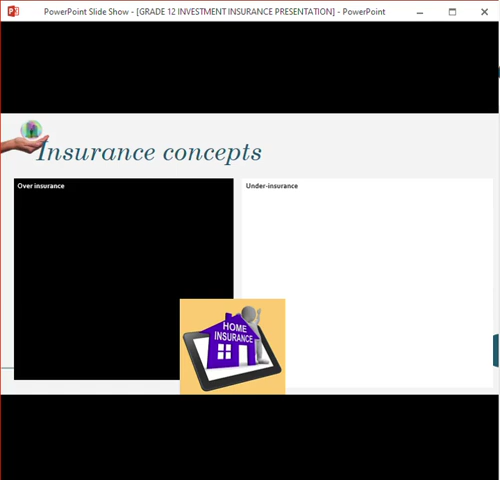 PowerPoint Slide Show - [GRADE 12 INVESTMENT INSURANCE PRESENTATION] - PowerPoint
Insurance concepts
Over insurance
Under-insurance
HOME
INSURANCE